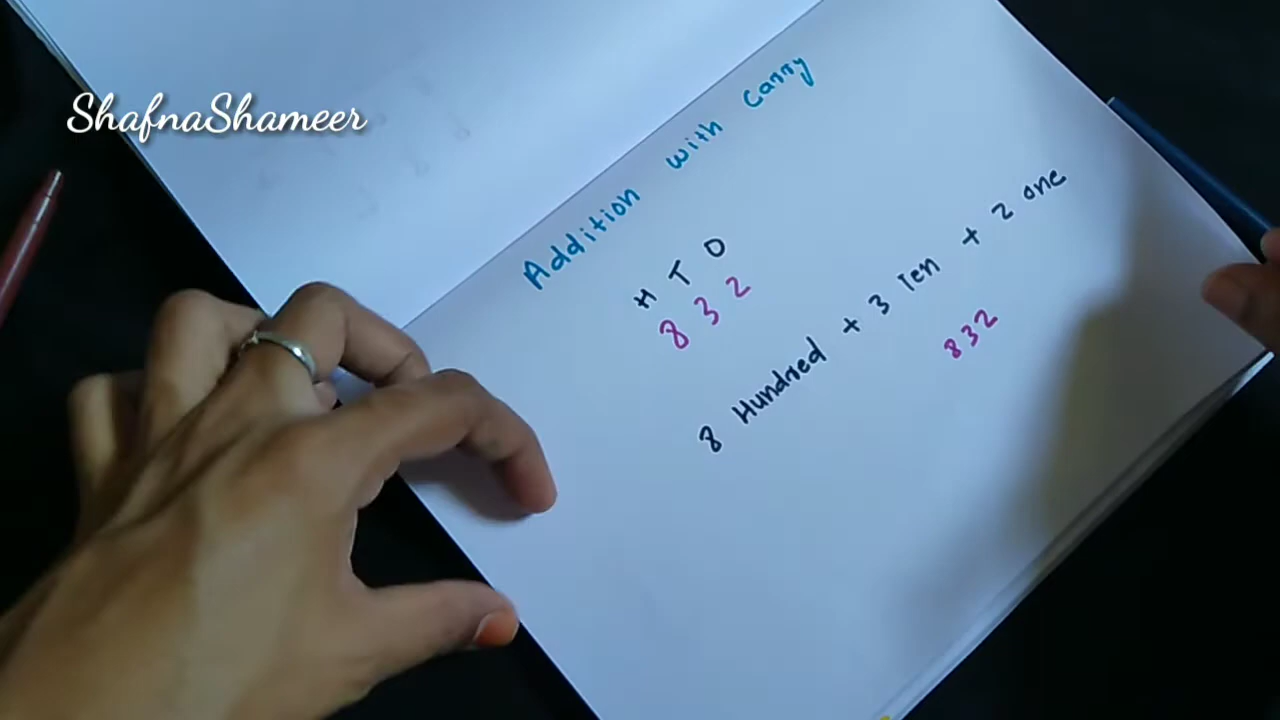 ShafnaShameer
Addition with Carry
H T O
8 3 2
8 Hundred + 3 Ten + 2 one
832